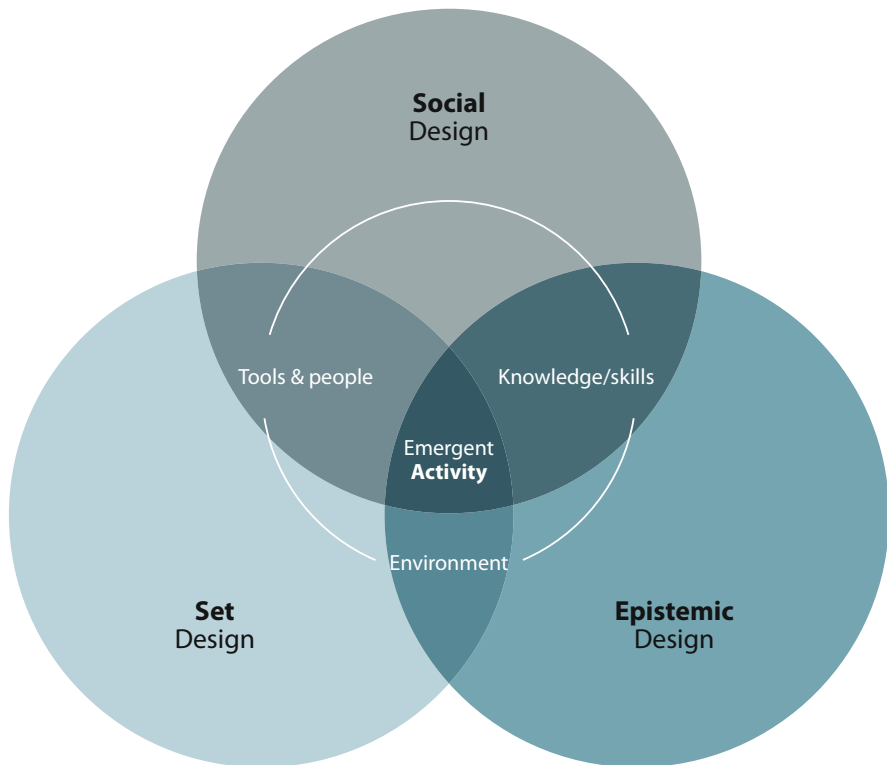 Social
Design
Tools & people
Knowledge/skills
Emergent
Activity
Environment
Set
Design
Epistemic
Design